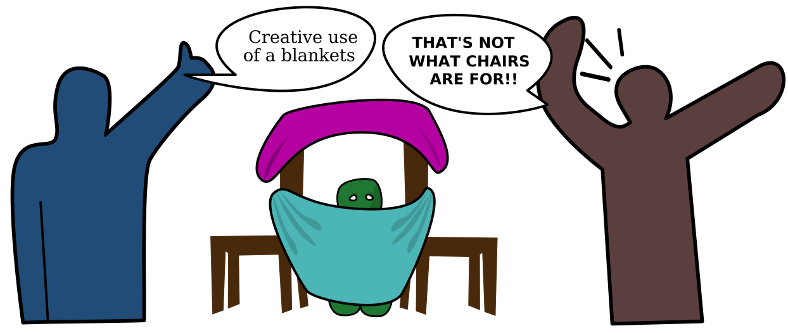 Creative use
of a blankets
THAT'S NOT
WHAT CHAIRS
ARE FOR!!